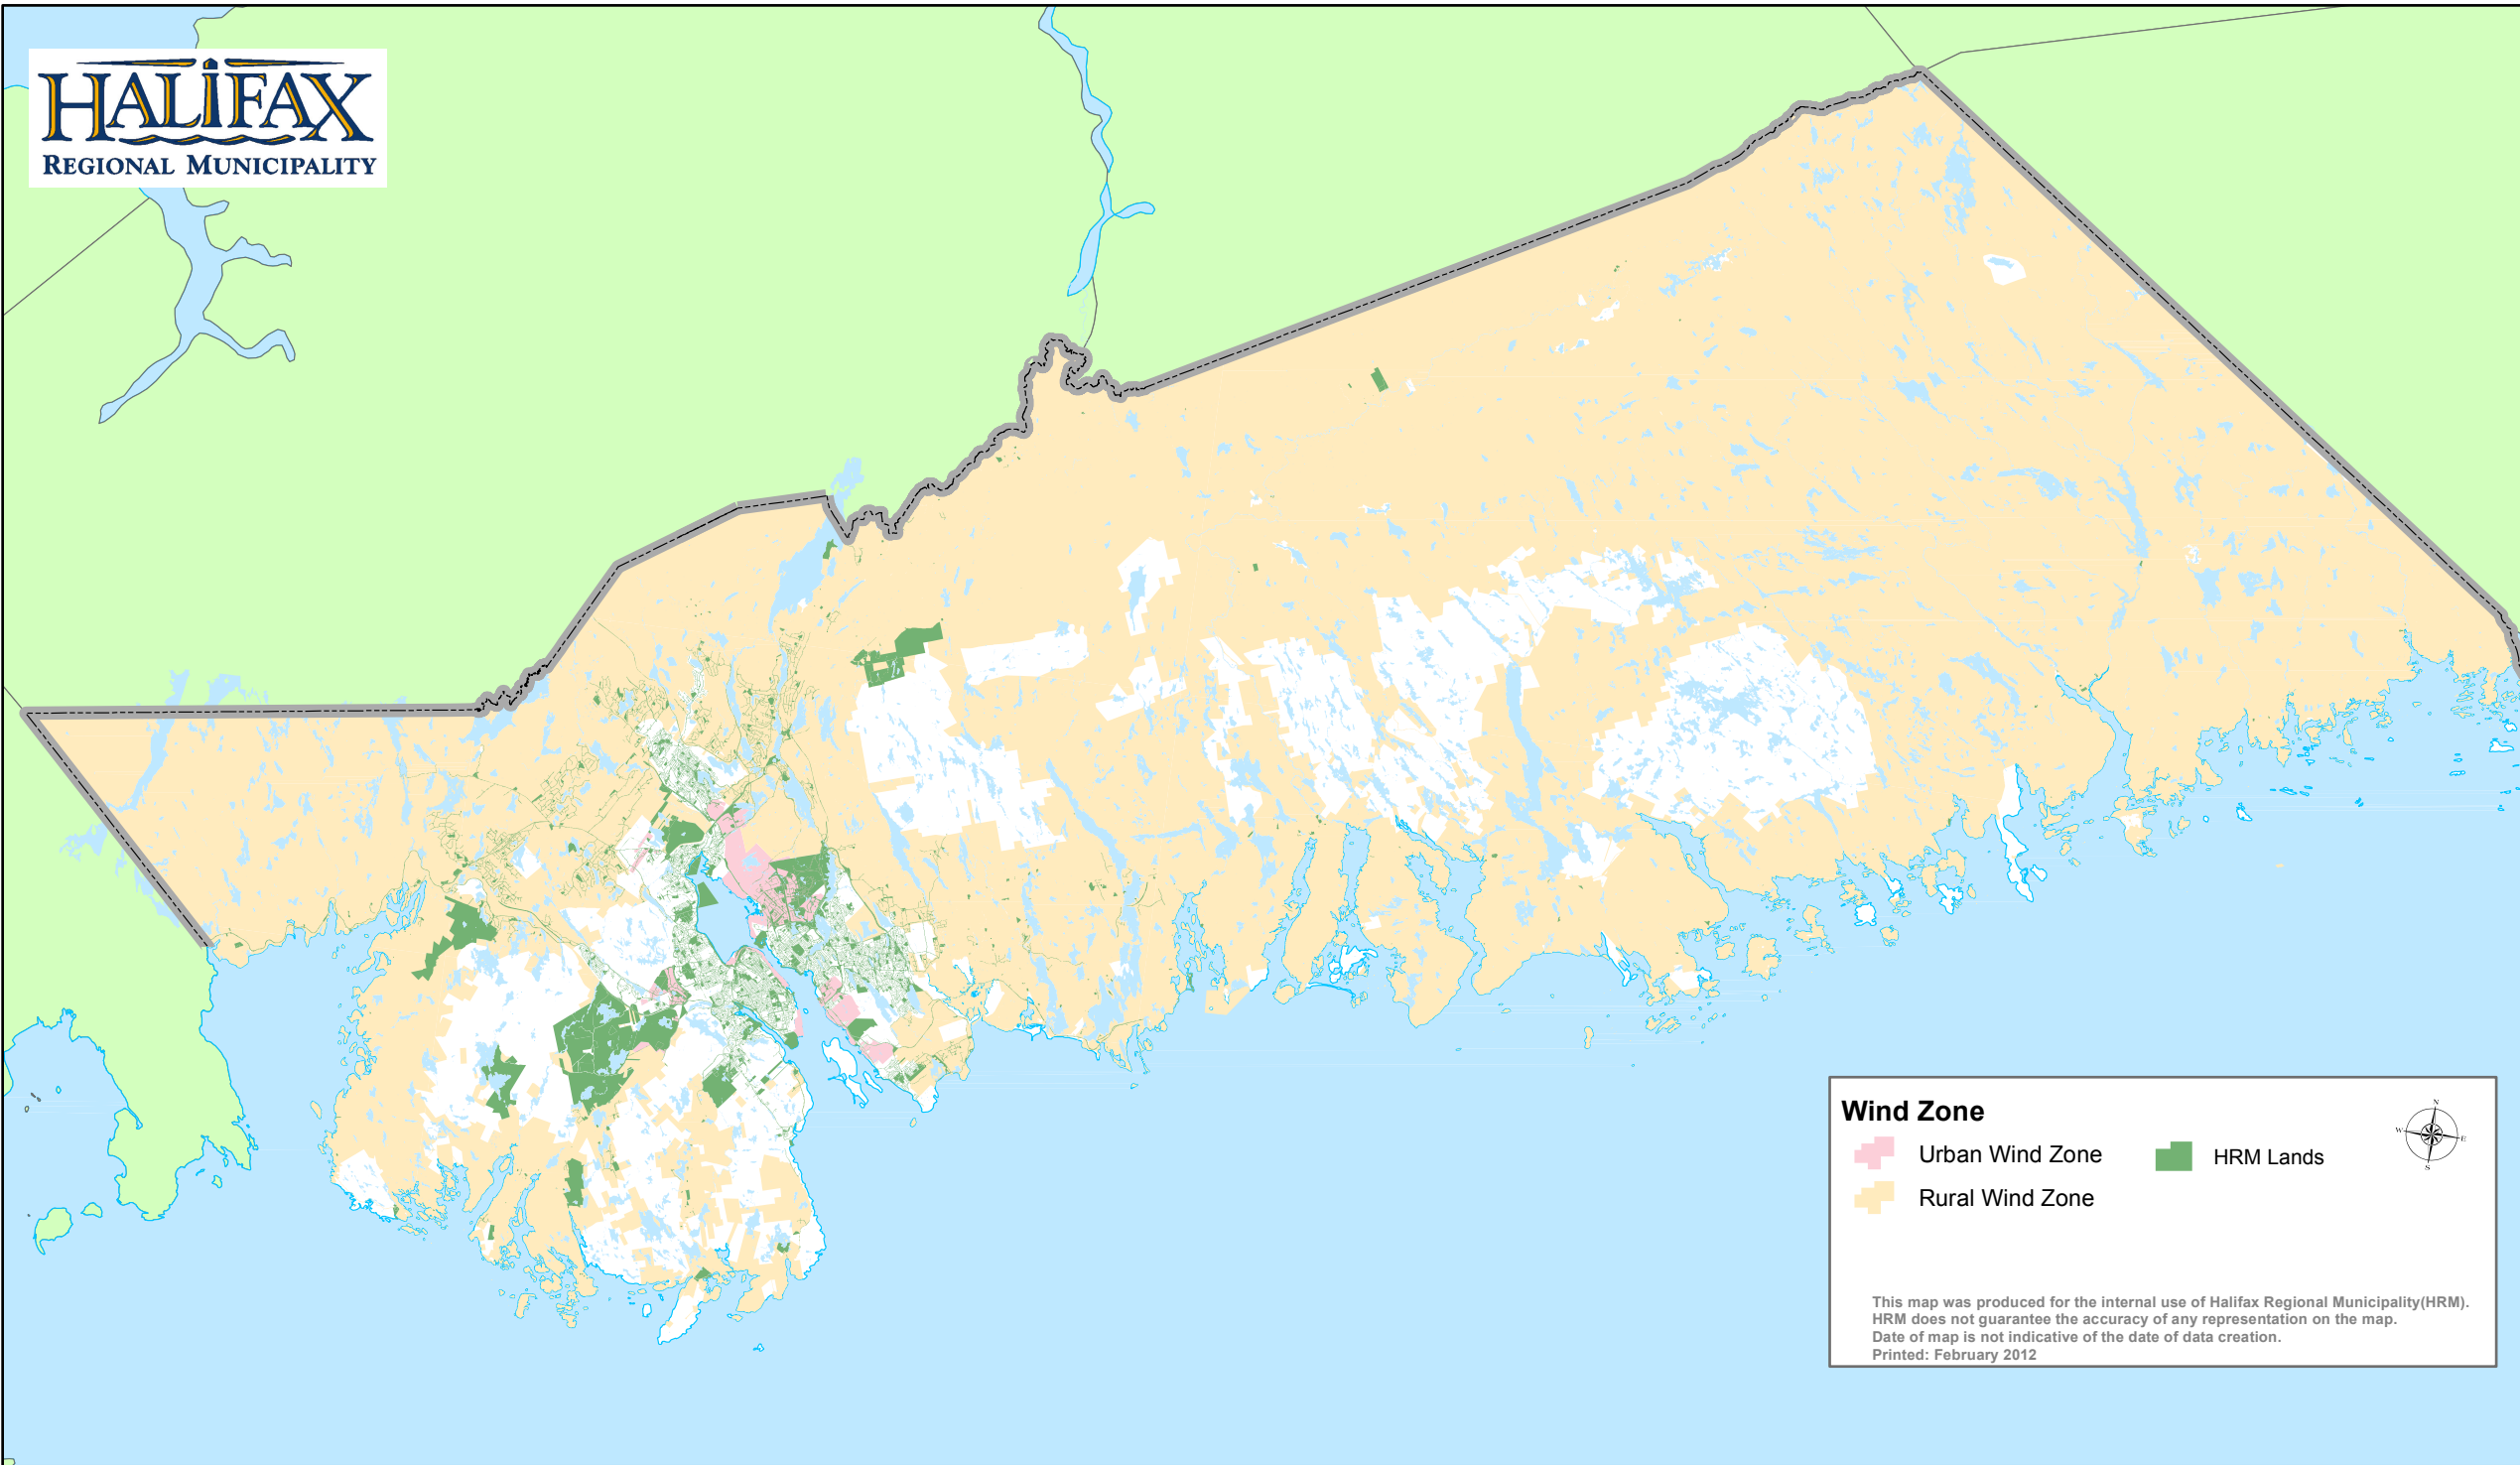 HALIFAX
REGIONAL MUNICIPALITY
Wind Zone
Urban Wind Zone
HRM Lands
Rural Wind Zone
N
W
E
S
This map was produced for the internal use of Halifax Regional Municipality(HRM).
HRM does not guarantee the accuracy of any representation on the map.
Date of map is not indicative of the date of data creation.
Printed: February 2012